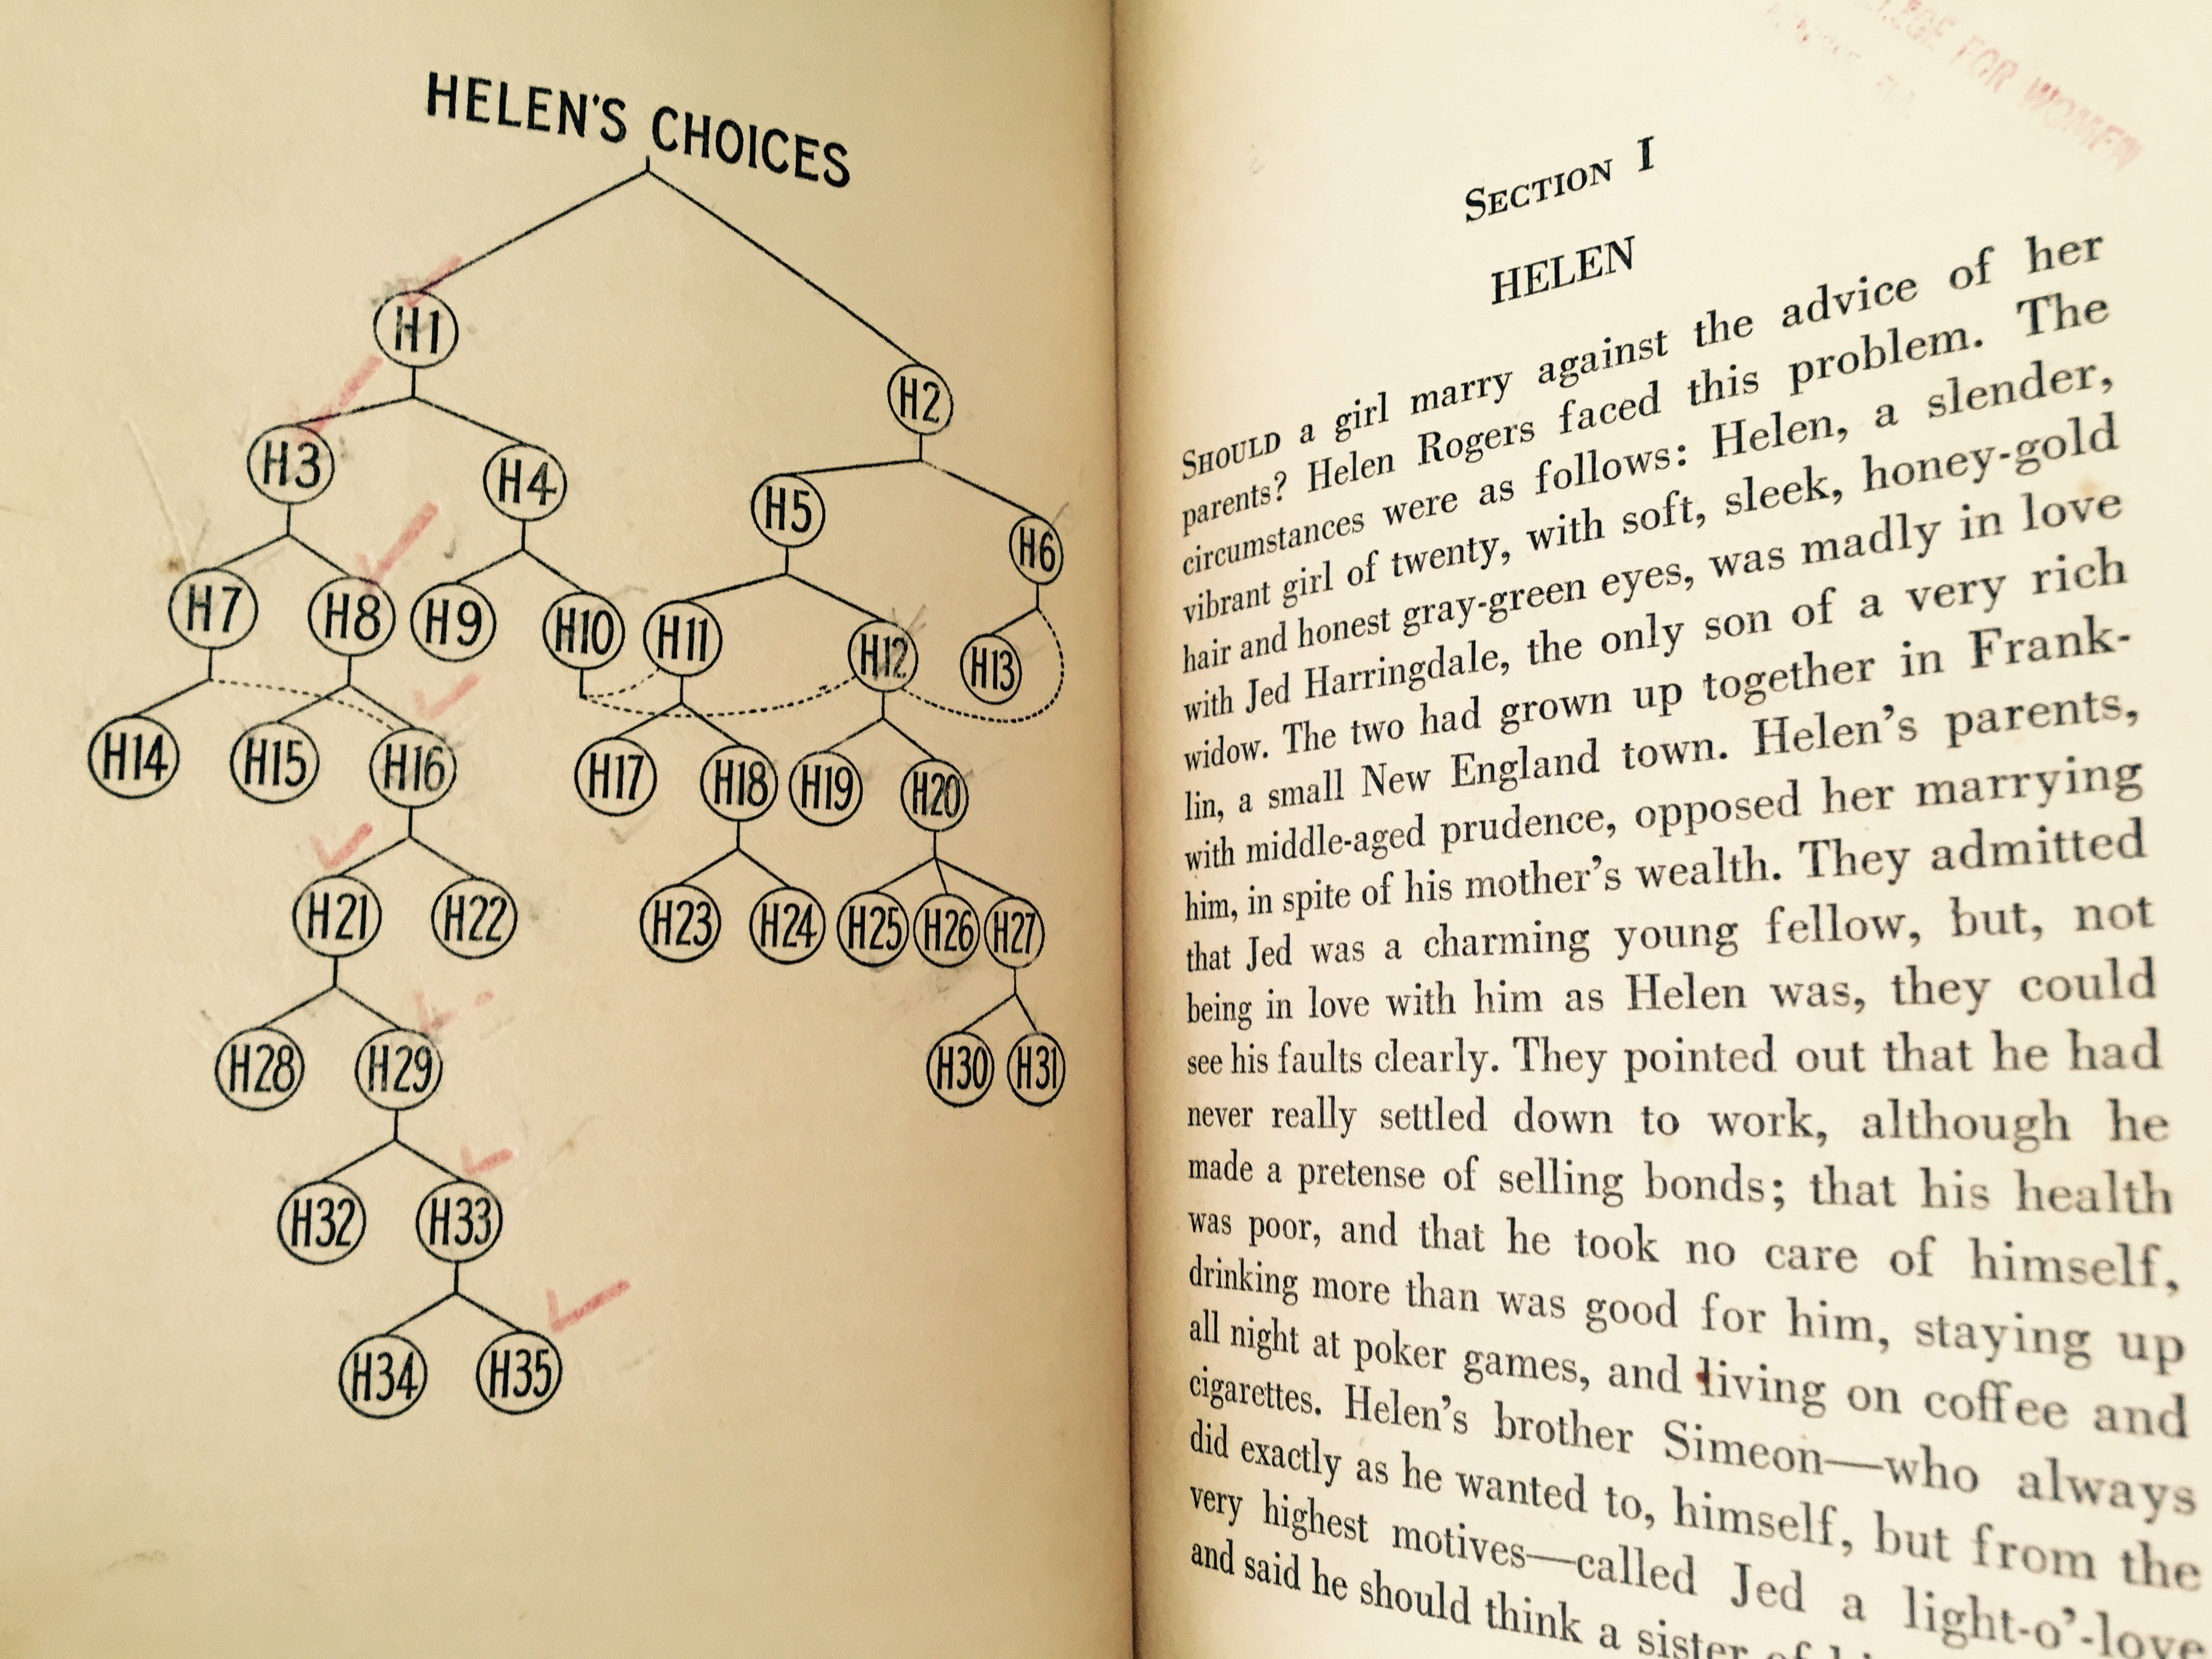 HELEN'S CHOICES
H1
H2
H3 H4
H5 H6
H7 H8 H9 H10 H11 H12 H13
H14 H15 H16 H17 H18 H19 H20
H21 H22 H23 H24 H25 H26 H27
H28 H29 H30 H31
H32 H33
H34 H35
GE FOR WOMEN
SECTION I
HELEN
SHOULD a girl marry against the advice of her
parents? Helen Rogers faced this problem. The
circumstances were as follows: Helen, a slender,
vibrant girl of twenty, with soft, sleek, honey-gold
hair and honest gray-green eyes, was madly in love
with Jed Harringdale, the only son of a very rich
widow. The two had grown up together in Frank-
lin, a small New England town. Helen's parents,
with middle-aged prudence, opposed her marrying
him, in spite of his mother's wealth. They admitted
that Jed was a charming young fellow, but, not
being in love with him as Helen was, they could
see his faults clearly. They pointed out that he had
never really settled down to work, although he
made a pretense of selling bonds; that his health
was poor, and that he took no care of himself,
drinking more than was good for him, staying up
all night at poker games, and living on coffee and
cigarettes. Helen's brother Simeon—who always
did exactly as he wanted to, himself, but from the
very highest motives—called Jed a light-o'-love
and said he should think a sister of